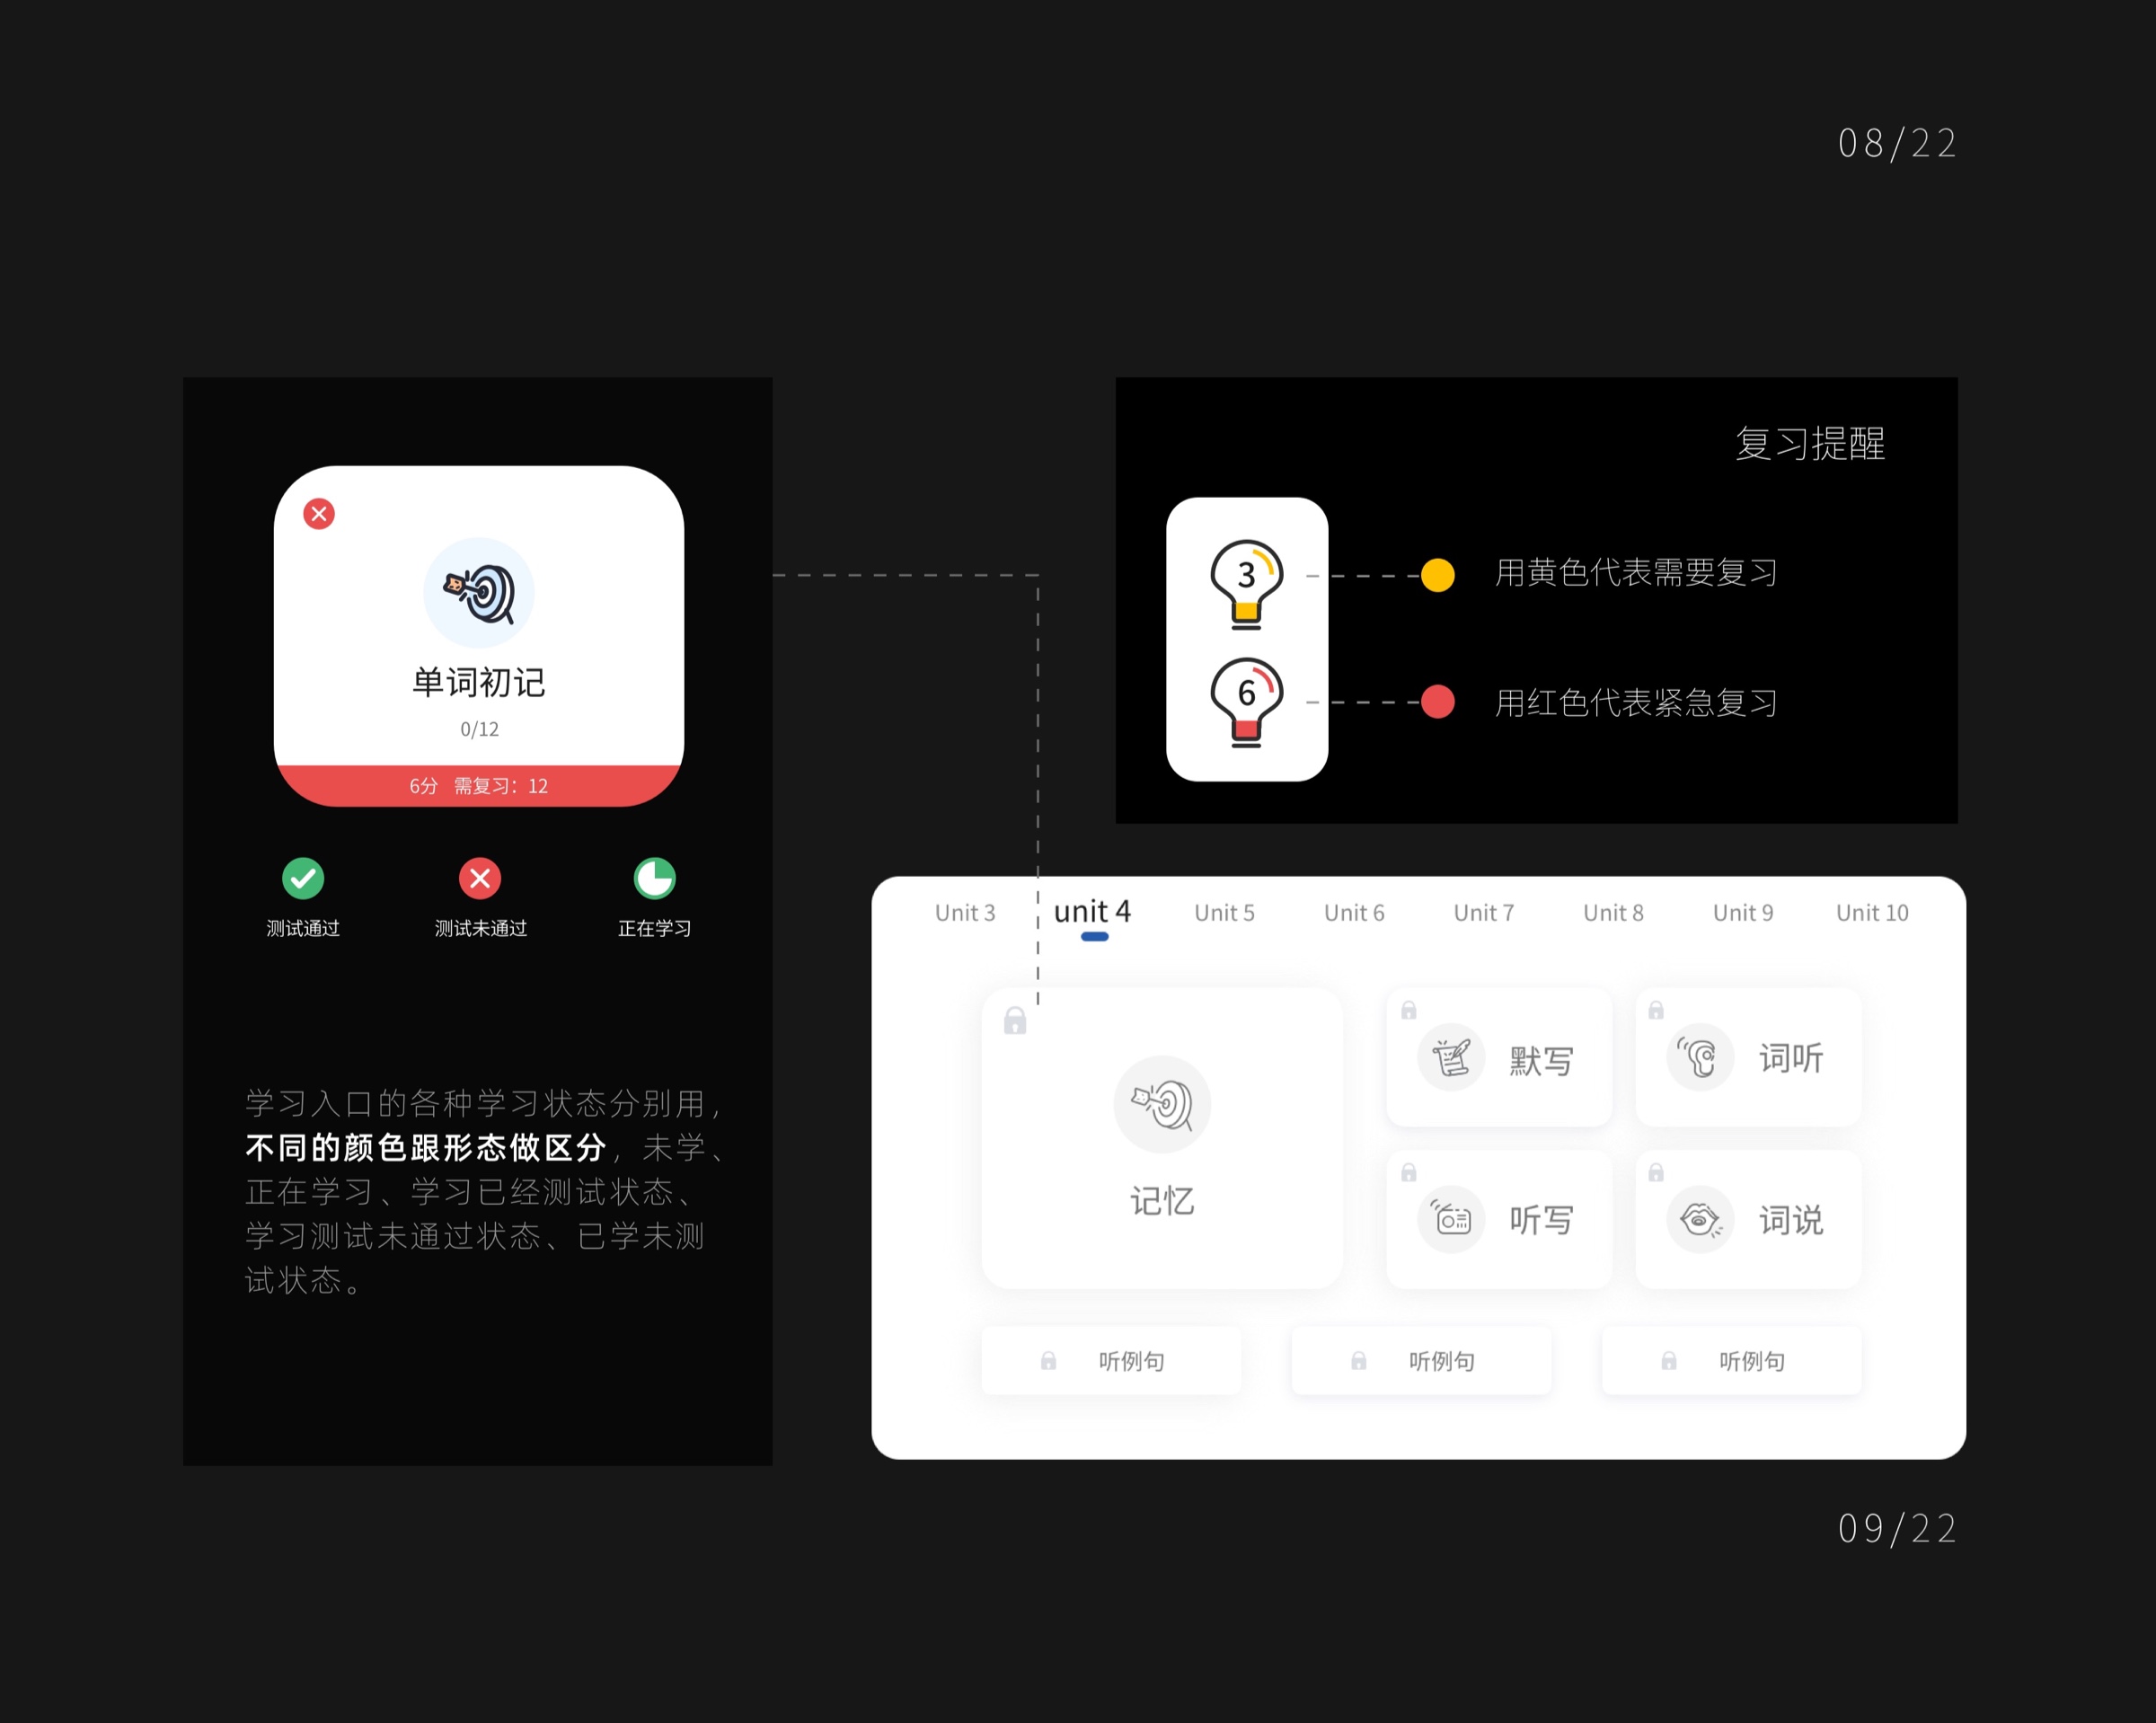 08/22
单词初记
0/12
6分 需复习：12
测试通过 测试未通过 正在学习
学习入口的各种学习状态分别用，
不同的颜色跟形态做区分，未学、
正在学习、学习已经测试状态、
学习测试未通过状态、已学未测
试状态。
复习提醒
3
用黄色代表需要复习
6
用红色代表紧急复习
Unit 3 unit 4 Unit 5 Unit 6 Unit 7 Unit 8 Unit 9 Unit 10
记忆
默写
词听
听写
词说
听例句 听例句 听例句
09/22